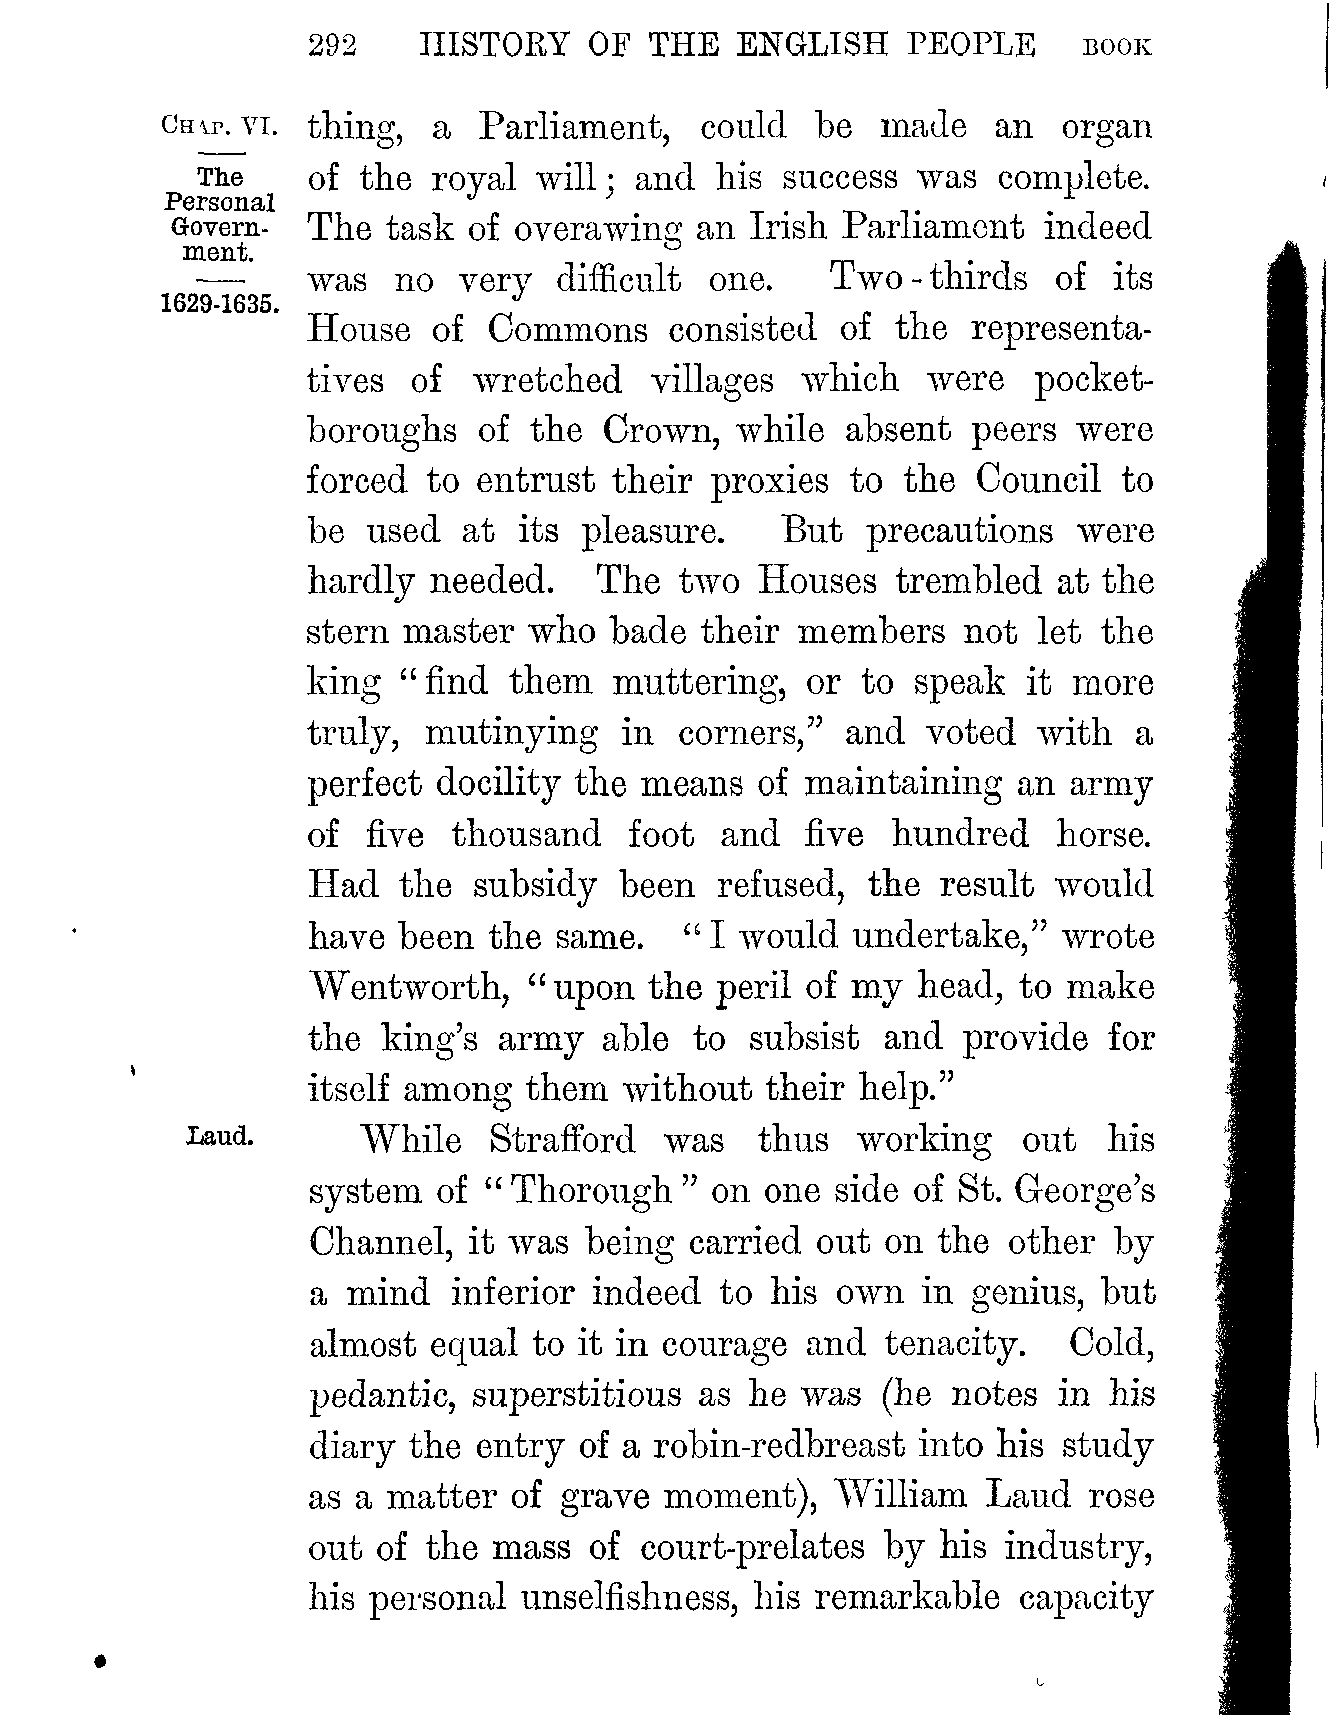 292 HISTORY OF THE ENGLISH PEOPLE BOOK
CHAP. VI.
The
Personal
Govern-
ment.
1629-1635.
thing, a Parliament, could be made an organ
of the royal will; and his success was complete.
The task of overawing an Irish Parliament indeed
was no very difficult one. Two-thirds of its
House of Commons consisted of the representa-
tives of wretched villages which were pocket-
boroughs of the Crown, while absent peers were
forced to entrust their proxies to the Council to
be used at its pleasure. But precautions were
hardly needed. The two Houses trembled at the
stern master who bade their members not let the
king "find them muttering, or to speak it more
truly, mutinying in corners," and voted with a
perfect docility the means of maintaining an army
of five thousand foot and five hundred horse.
Had the subsidy been refused, the result would
have been the same. "I would undertake," wrote
Wentworth, "upon the peril of my head, to make
the king's army able to subsist and provide for
itself among them without their help."
Laud.
While Strafford was thus working out his
system of "Thorough" on one side of St. George's
Channel, it was being carried out on the other by
a mind inferior indeed to his own in genius, but
almost equal to it in courage and tenacity. Cold,
pedantic, superstitious as he was (he notes in his
diary the entry of a robin-redbreast into his study
as a matter of grave moment), William Laud rose
out of the mass of court-prelates by his industry,
his personal unselfishness, his remarkable capacity